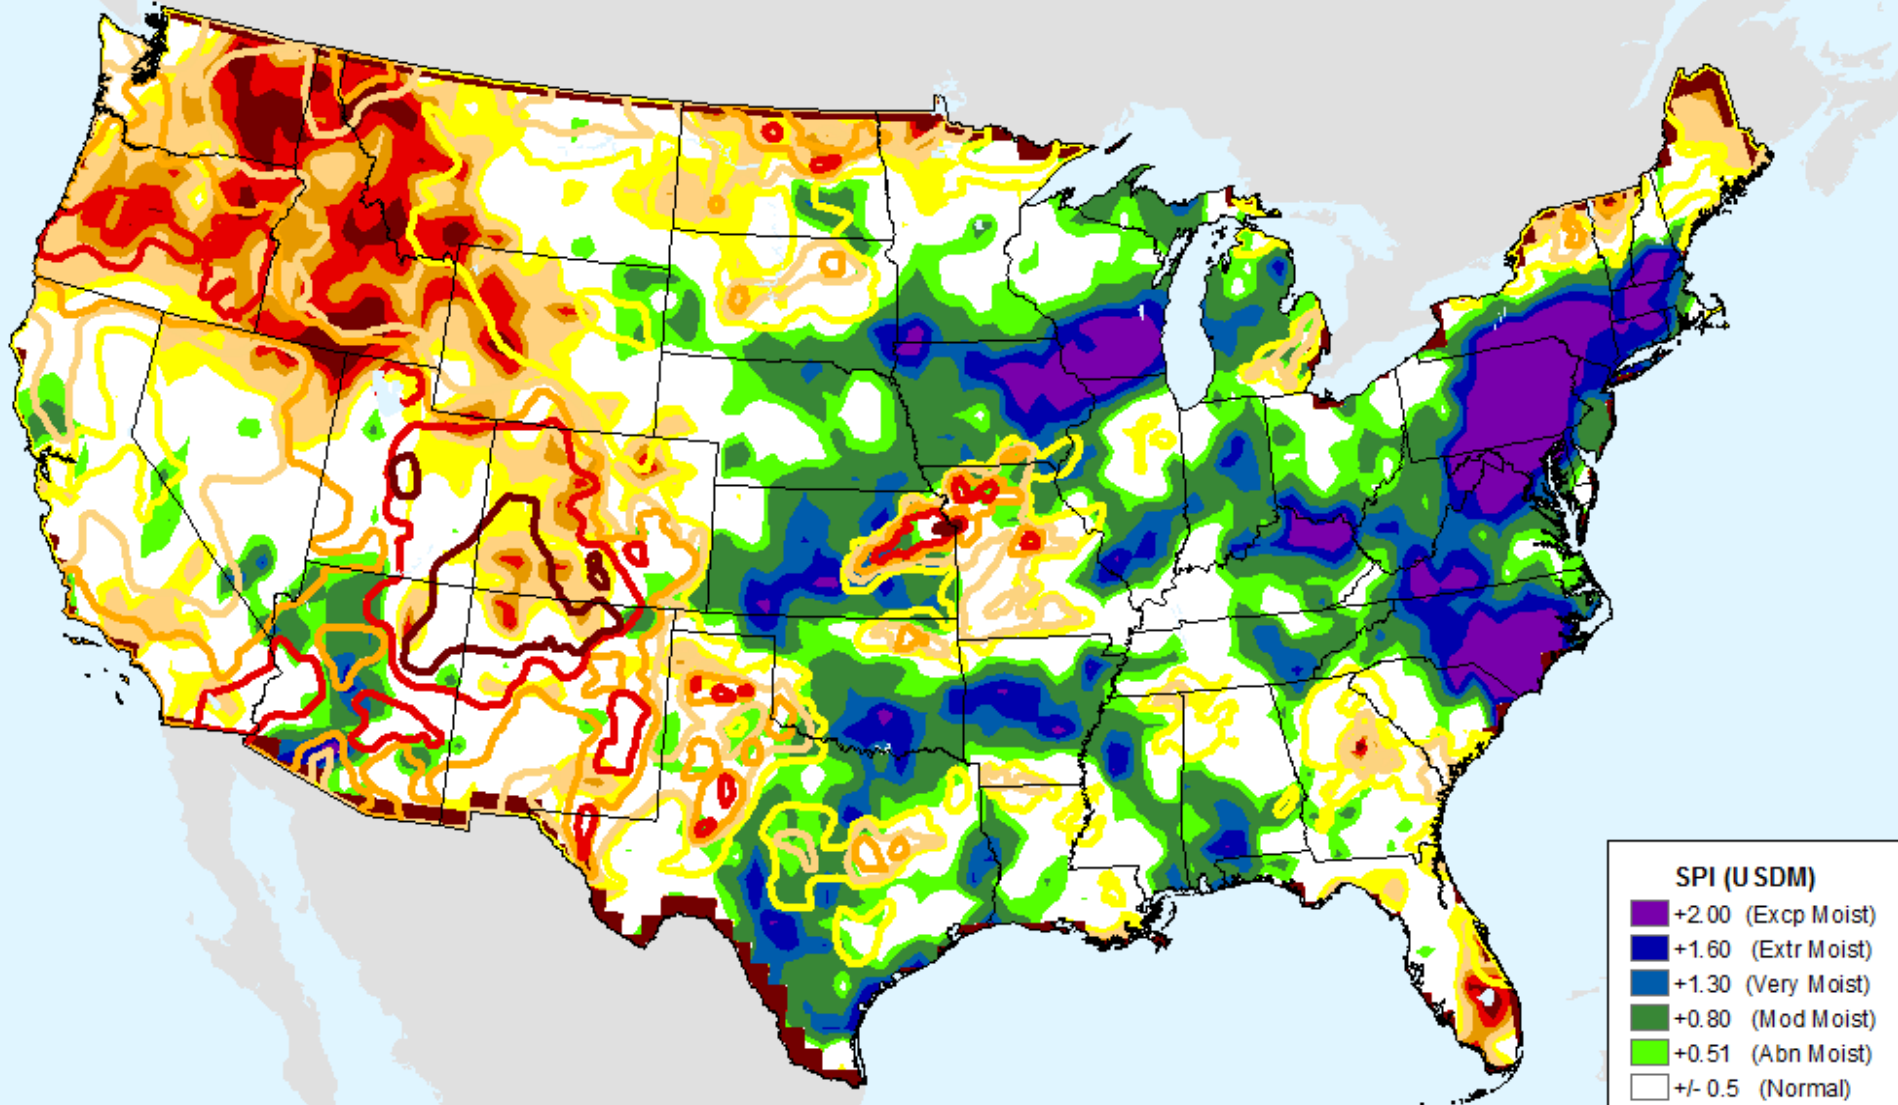 SPI (USDM)
+2.00 (Excp Moist)
+1.60 (Extr Moist)
+1.30 (Very Moist)
+0.80 (Mod Moist)
+0.51 (Abn Moist)
+/- 0.5 (Normal)